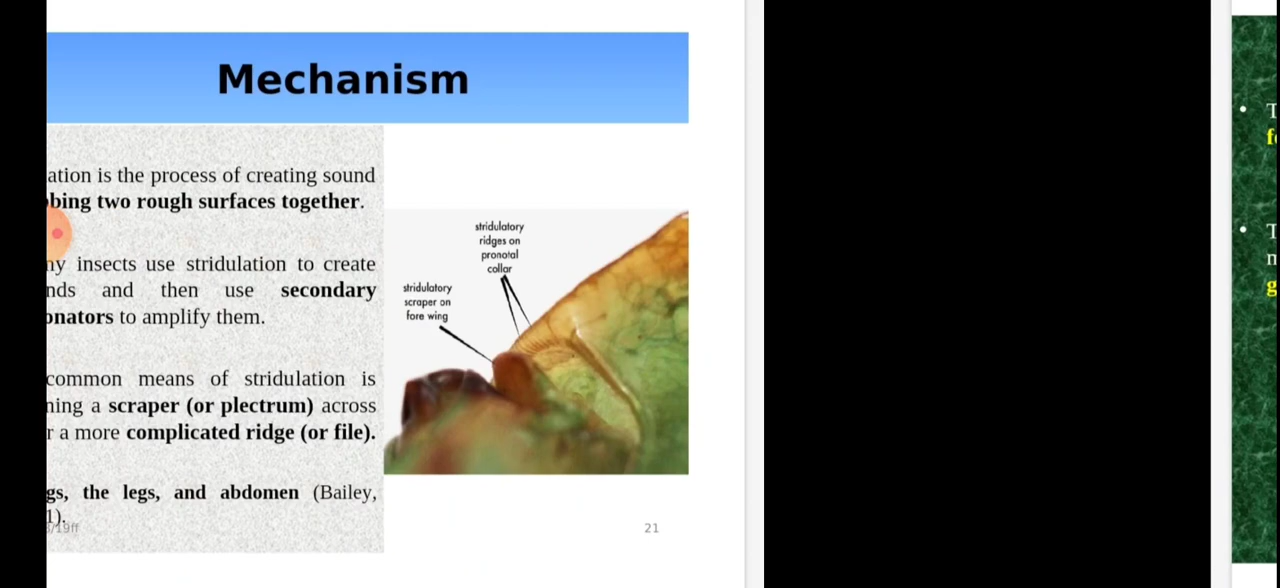 Mechanism
ation is the process of creating sound
bing two rough surfaces together.
ny insects use stridulation to create
nds and then use secondary
onators to amplify them.
common means of stridulation is
ning a scraper (or plectrum) across
r a more complicated ridge (or file).
gs, the legs, and abdomen (Bailey,
1).
/19ff
21
stridulatory
ridges on
pronotal
collar
stridulatory
scraper on
fore wing
T
f
T
n
g